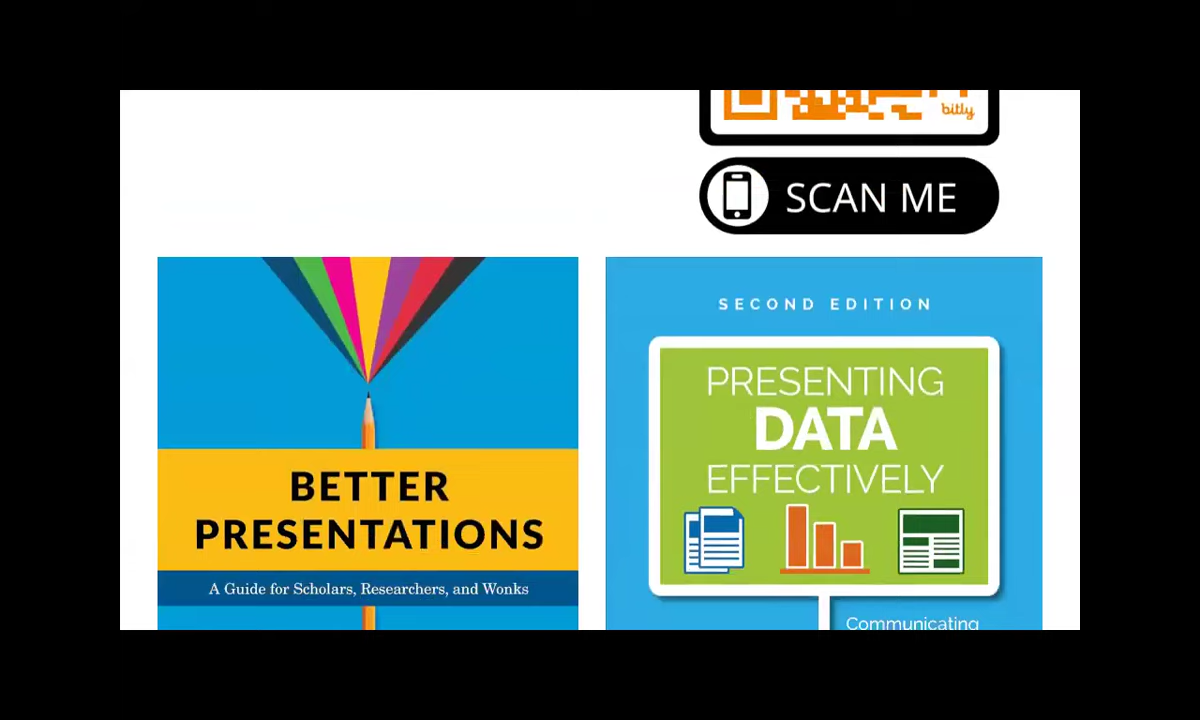 bitly
SCAN ME
BETTER
PRESENTATIONS
A Guide for Scholars, Researchers, and Wonks
SECOND EDITION
PRESENTING
DATA
EFFECTIVELY
Communicating